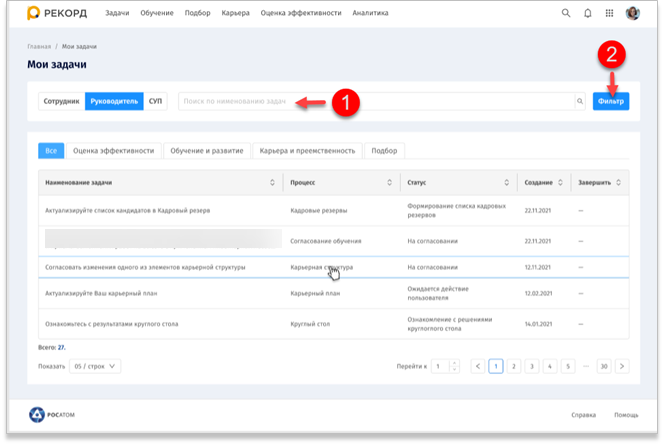 РЕКОРД Задачи Обучение Подбор Карьера Оценка эффективности Аналитика
Главная / Мои задачи
Мои задачи
2
Сотрудник Руководитель СУП Поиск по нименованию задач 1 Фильтр
Все Оценка эффективности Обучение и развитие Карьера и преемственность Подбор
Наименование задачи Процесс Статус Создание Завершить
Актуализируйте список кандидатов в Кадровый резерв Кадровые резервы Формирование списка кадровых резервов 22.11.2021 —
Согласование обучения На согласовании 22.11.2021 —
Согласовать изменения одного из элементов карьерной структуры Карьерная структура На согласовании 12.11.2021 —
Актуализируйте Ваш карьерный план Карьерный план Ожидается действие пользователя 12.02.2021 —
Ознакомьтесь с результатами круглого стола Круглый стол Ознакомление с решениями круглоглого стола 14.01.2021 —
Всего: 27.
Показать 05 / строк Перейти к 1 < 1 2 3 4 5 ··· 30 >
РОСАТОМ Справка Помощь